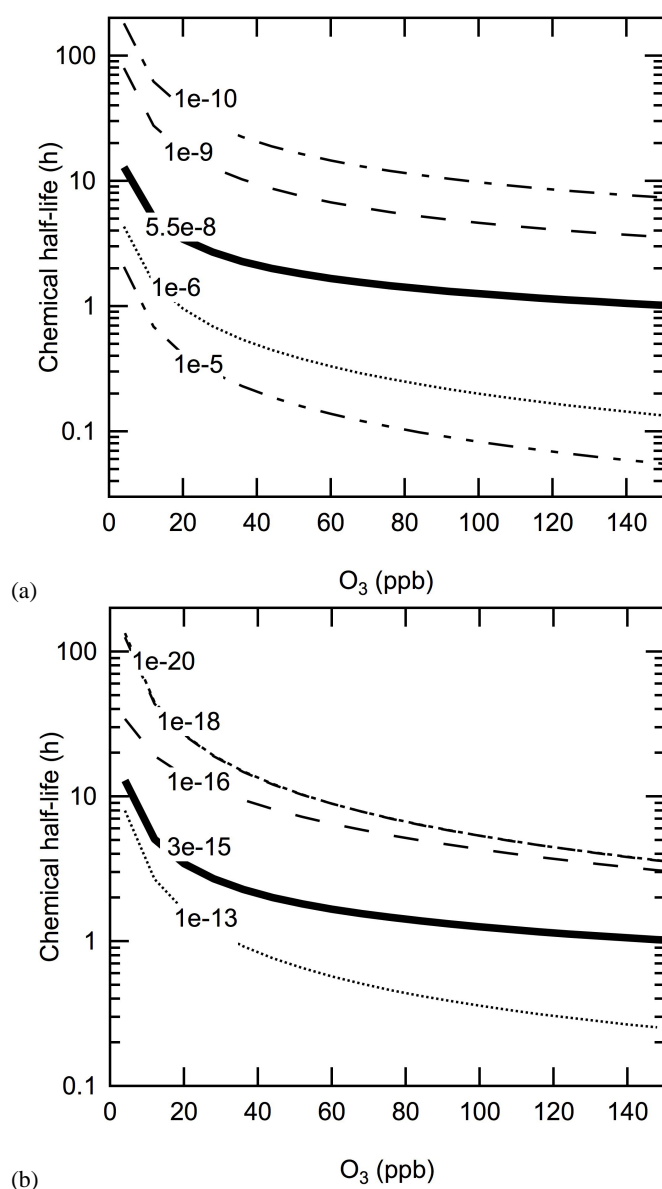 100
10
1
0.1
Chemical half-life (h)
1e-10
1e-9
5.5e-8
1e-6
1e-5
0 20 40 60 80 100 120 140
O₃ (ppb)
(a)
100
10
1
0.1
Chemical half-life (h)
1e-20
1e-18
1e-16
3e-15
1e-13
0 20 40 60 80 100 120 140
O₃ (ppb)
(b)